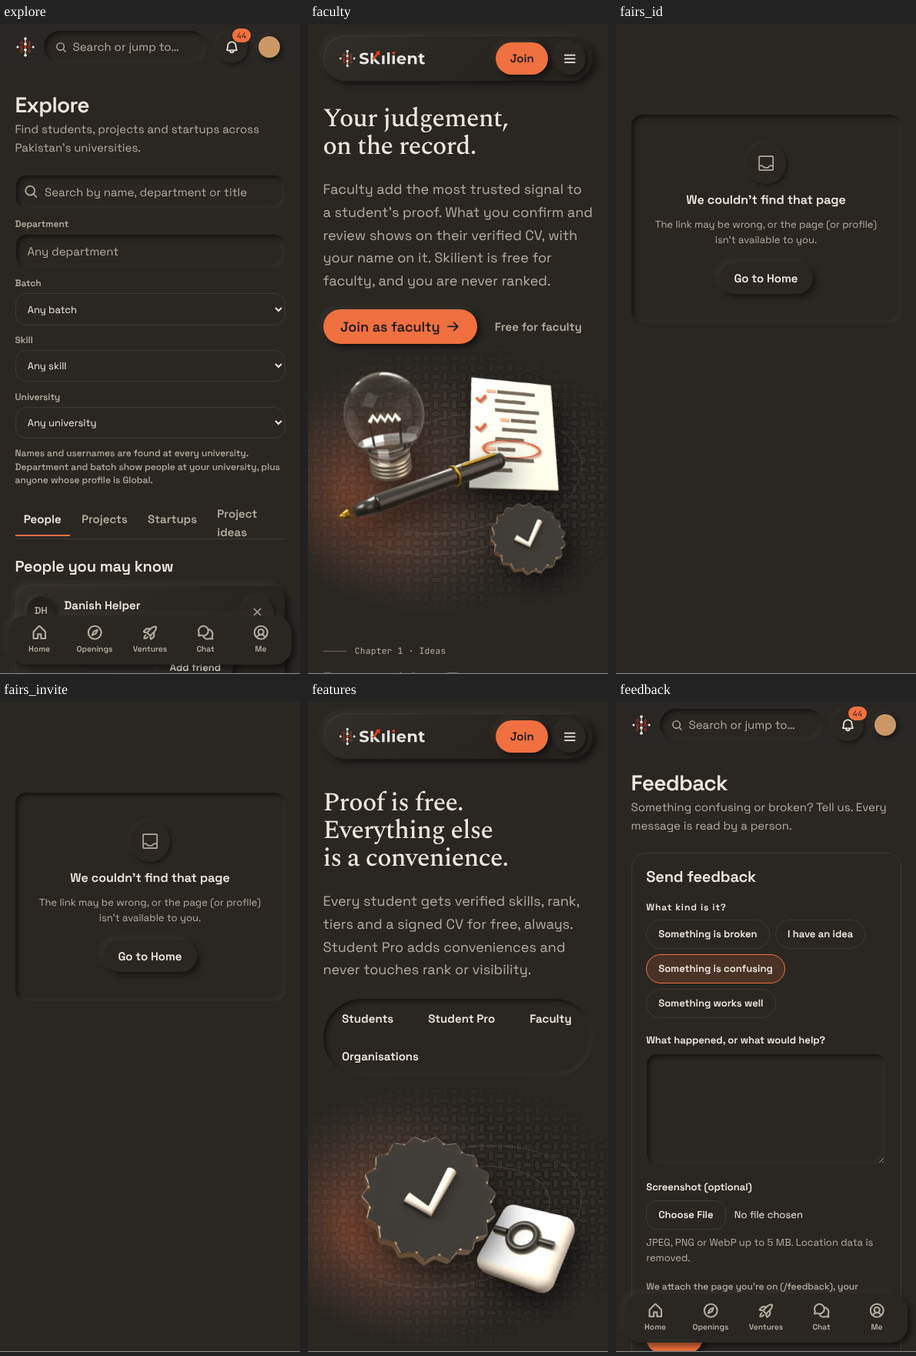 explore
44
Search or jump to...
Explore
Find students, projects and startups across
Pakistan's universities.
Search by name, department or title
Department
Any department
Batch
Any batch
Skill
Any skill
University
Any university
Names and usernames are found at every university.
Department and batch show people at your university, plus
anyone whose profile is Global.
People
Projects
Startups
Project
ideas
People you may know
DH
Danish Helper
Add friend
Home
Openings
Ventures
Chat
Me
faculty
Skilient
Join
Your judgement,
on the record.
Faculty add the most trusted signal to
a student's proof. What you confirm and
review shows on their verified CV, with
your name on it. Skilient is free for
faculty, and you are never ranked.
Join as faculty →
Free for faculty
Chapter 1 · Ideas
fairs_id
We couldn't find that page
The link may be wrong, or the page (or profile)
isn't available to you.
Go to Home
fairs_invite
We couldn't find that page
The link may be wrong, or the page (or profile)
isn't available to you.
Go to Home
features
Skilient
Join
Proof is free.
Everything else
is a convenience.
Every student gets verified skills, rank,
tiers and a signed CV for free, always.
Student Pro adds conveniences and
never touches rank or visibility.
Students
Student Pro
Faculty
Organisations
feedback
44
Search or jump to...
Feedback
Something confusing or broken? Tell us. Every
message is read by a person.
Send feedback
What kind is it?
Something is broken
I have an idea
Something is confusing
Something works well
What happened, or what would help?
Screenshot (optional)
Choose File
No file chosen
JPEG, PNG or WebP up to 5 MB. Location data is
removed.
We attach the page you're on (/feedback), your
Home
Openings
Ventures
Chat
Me